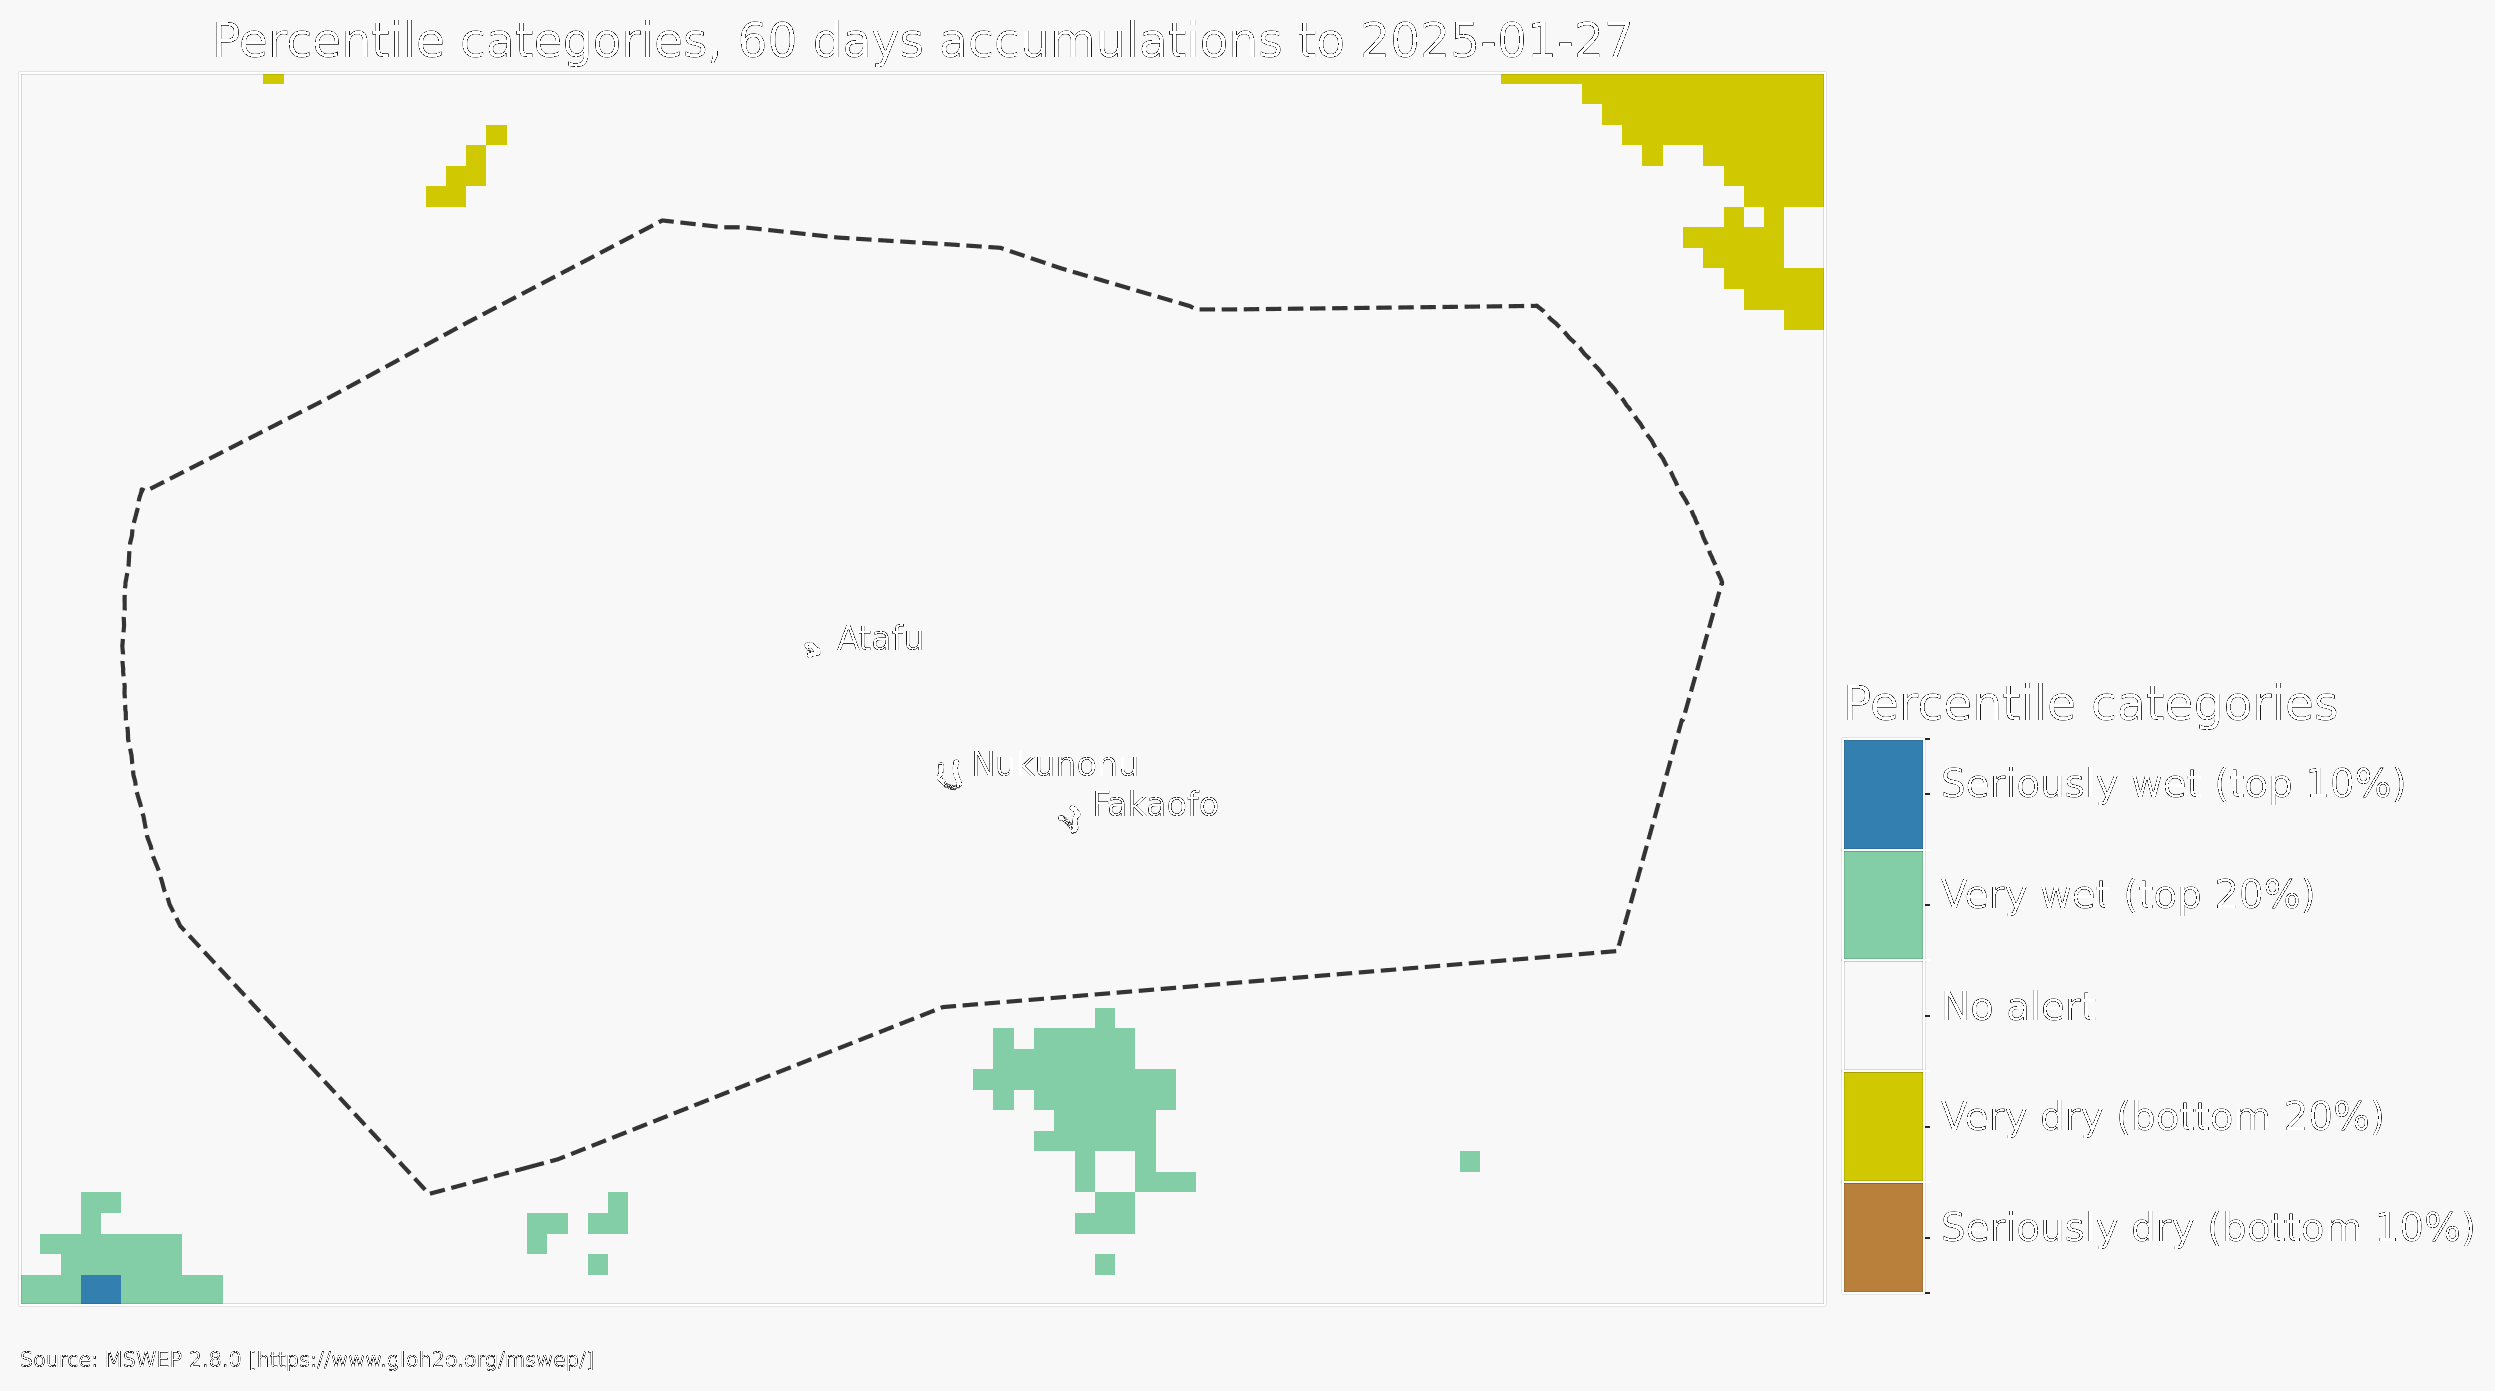 Percentile categories, 60 days accumulations to 2025-01-27
Atafu
Nukunonu
Fakaofo
Percentile categories
Seriously wet (top 10%)
Very wet (top 20%)
No alert
Very dry (bottom 20%)
Seriously dry (bottom 10%)
Source: MSWEP 2.8.0 [https://www.gloh2o.org/mswep/]